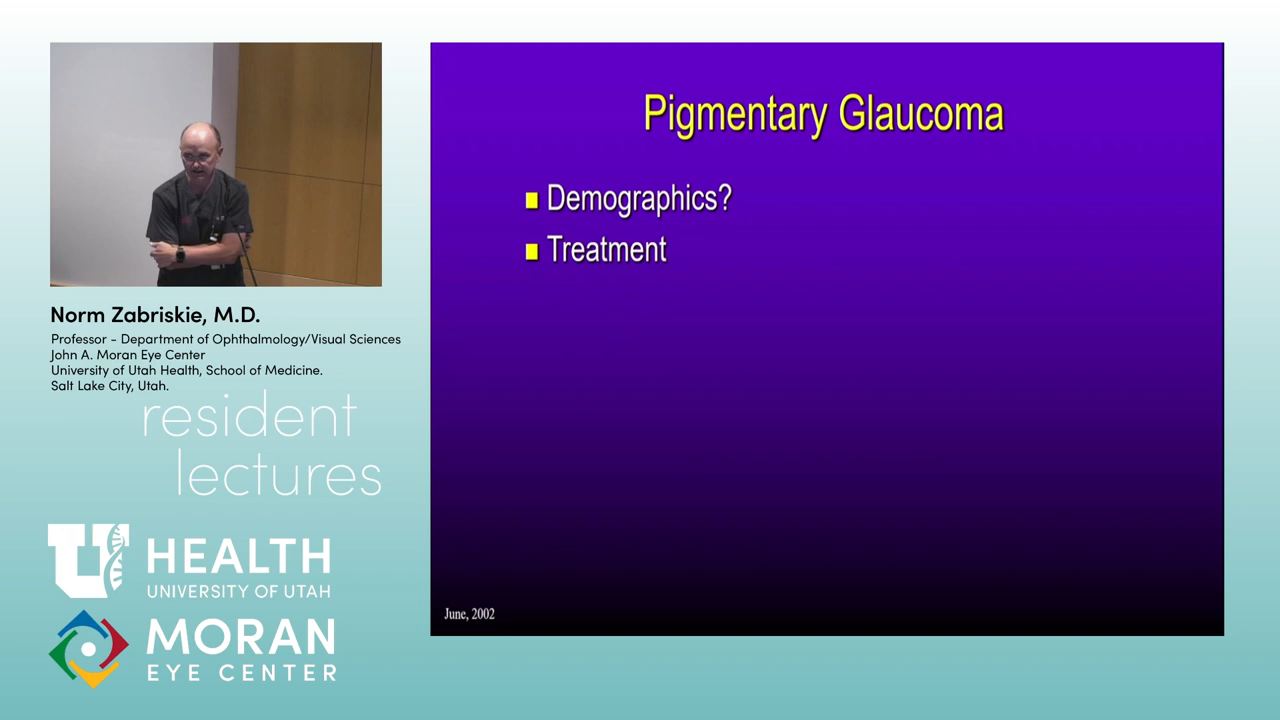 Pigmentary Glaucoma
Demographics?
Treatment
June, 2002
Norm Zabriskie, M.D.
Professor - Department of Ophthalmology/Visual Sciences
John A. Moran Eye Center
University of Utah Health, School of Medicine.
Salt Lake City, Utah.
resident
lectures
U HEALTH
UNIVERSITY OF UTAH
MORAN
EYE CENTER